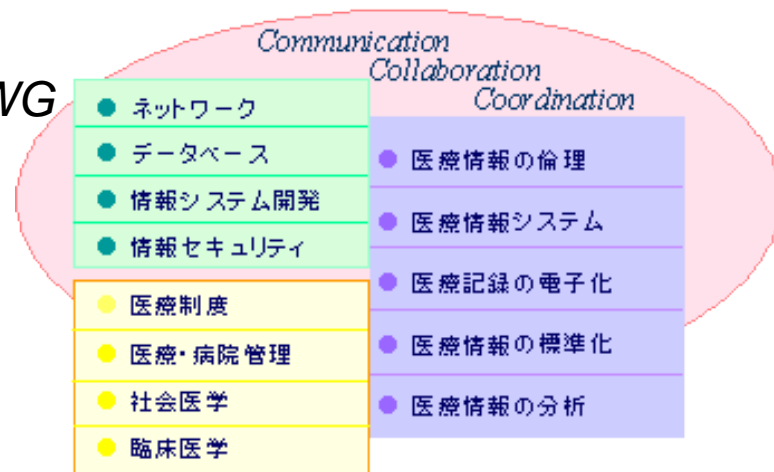 Communication
Collaboration
Coordination
WG
ネットワーク
データベース
情報システム開発
情報セキュリティ
医療制度
医療・病院管理
社会医学
臨床医学
医療情報の倫理
医療情報システム
医療記録の電子化
医療情報の標準化
医療情報の分析